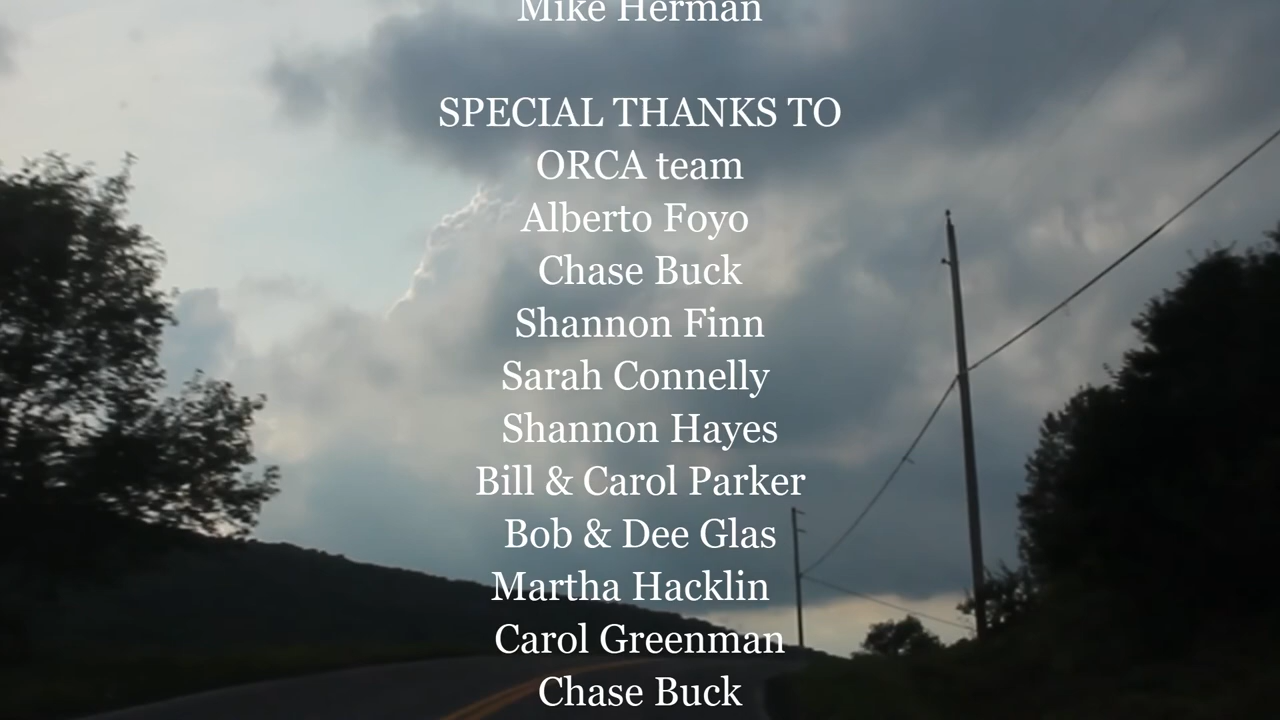 Mike Herman
SPECIAL THANKS TO
ORCA team
Alberto Foyo
Chase Buck
Shannon Finn
Sarah Connelly
Shannon Hayes
Bill & Carol Parker
Bob & Dee Glas
Martha Hacklin
Carol Greenman
Chase Buck